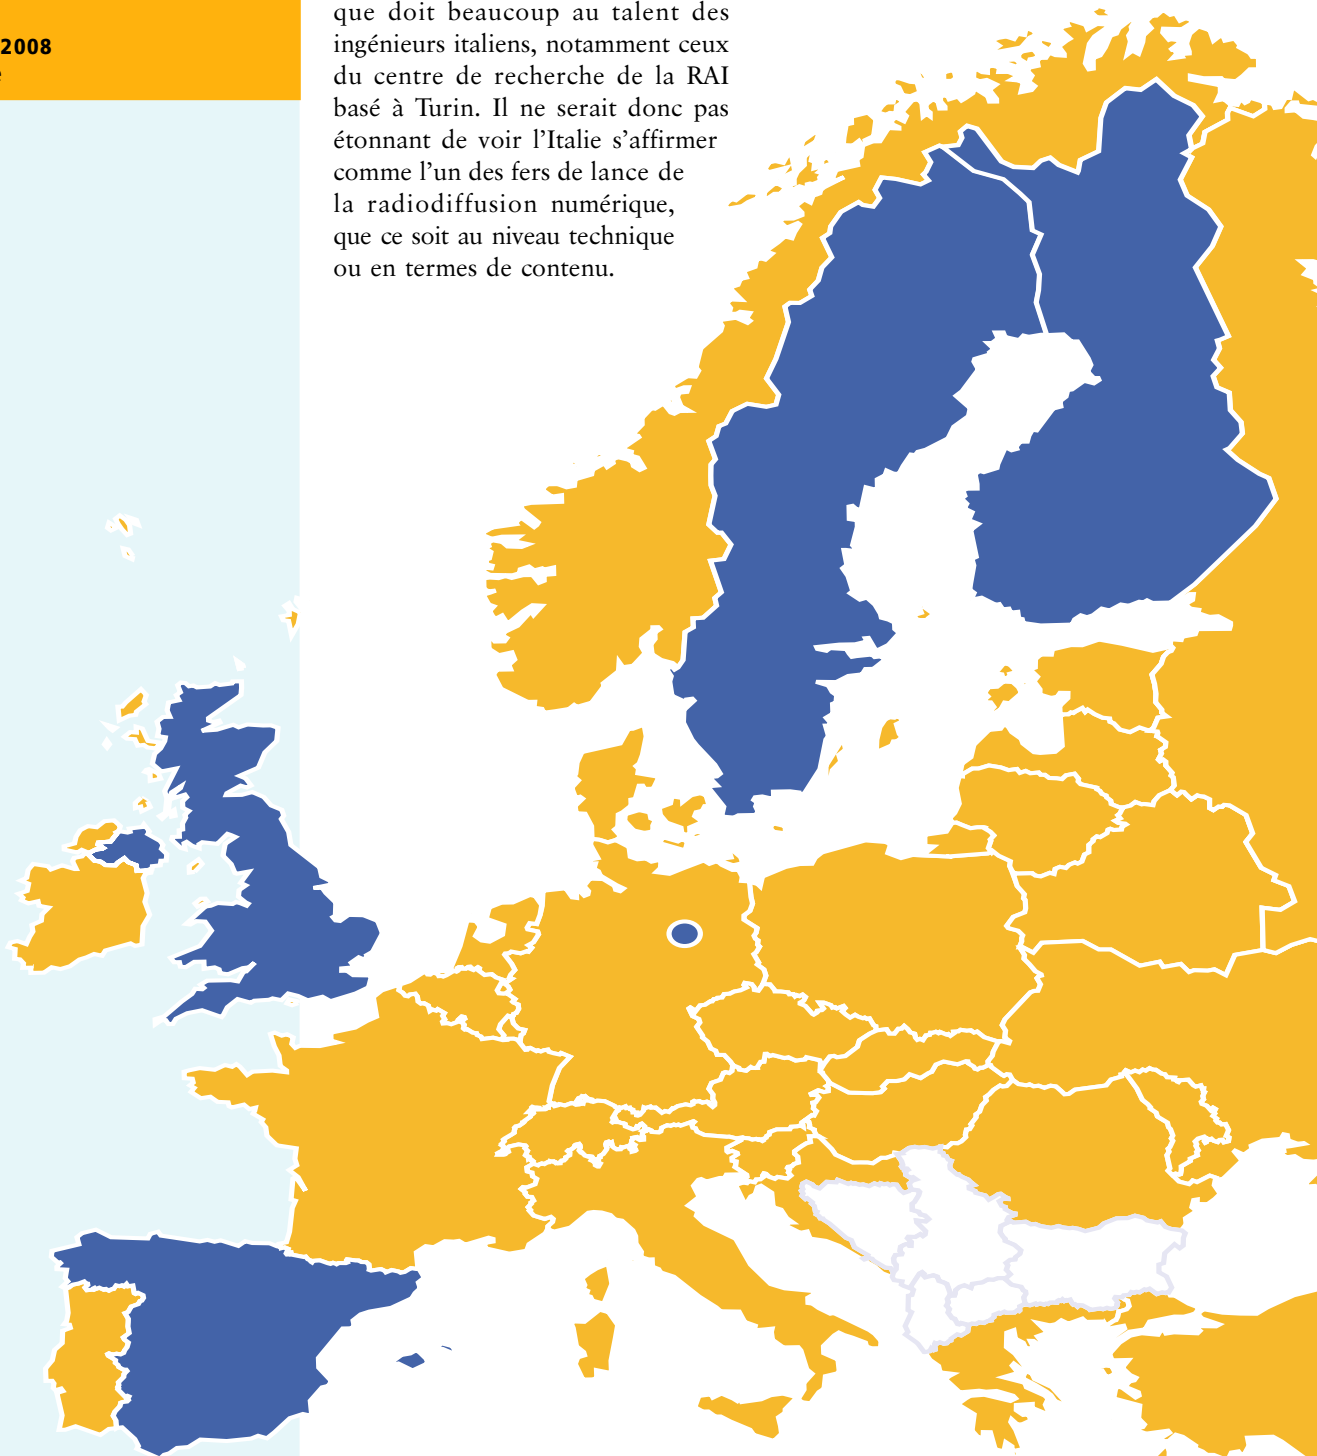 2008
que doit beaucoup au talent des
ingénieurs italiens, notamment ceux
du centre de recherche de la RAI
basé à Turin. Il ne serait donc pas
étonnant de voir l’Italie s’affirmer
comme l’un des fers de lance de
la radiodiffusion numérique,
que ce soit au niveau technique
ou en termes de contenu.